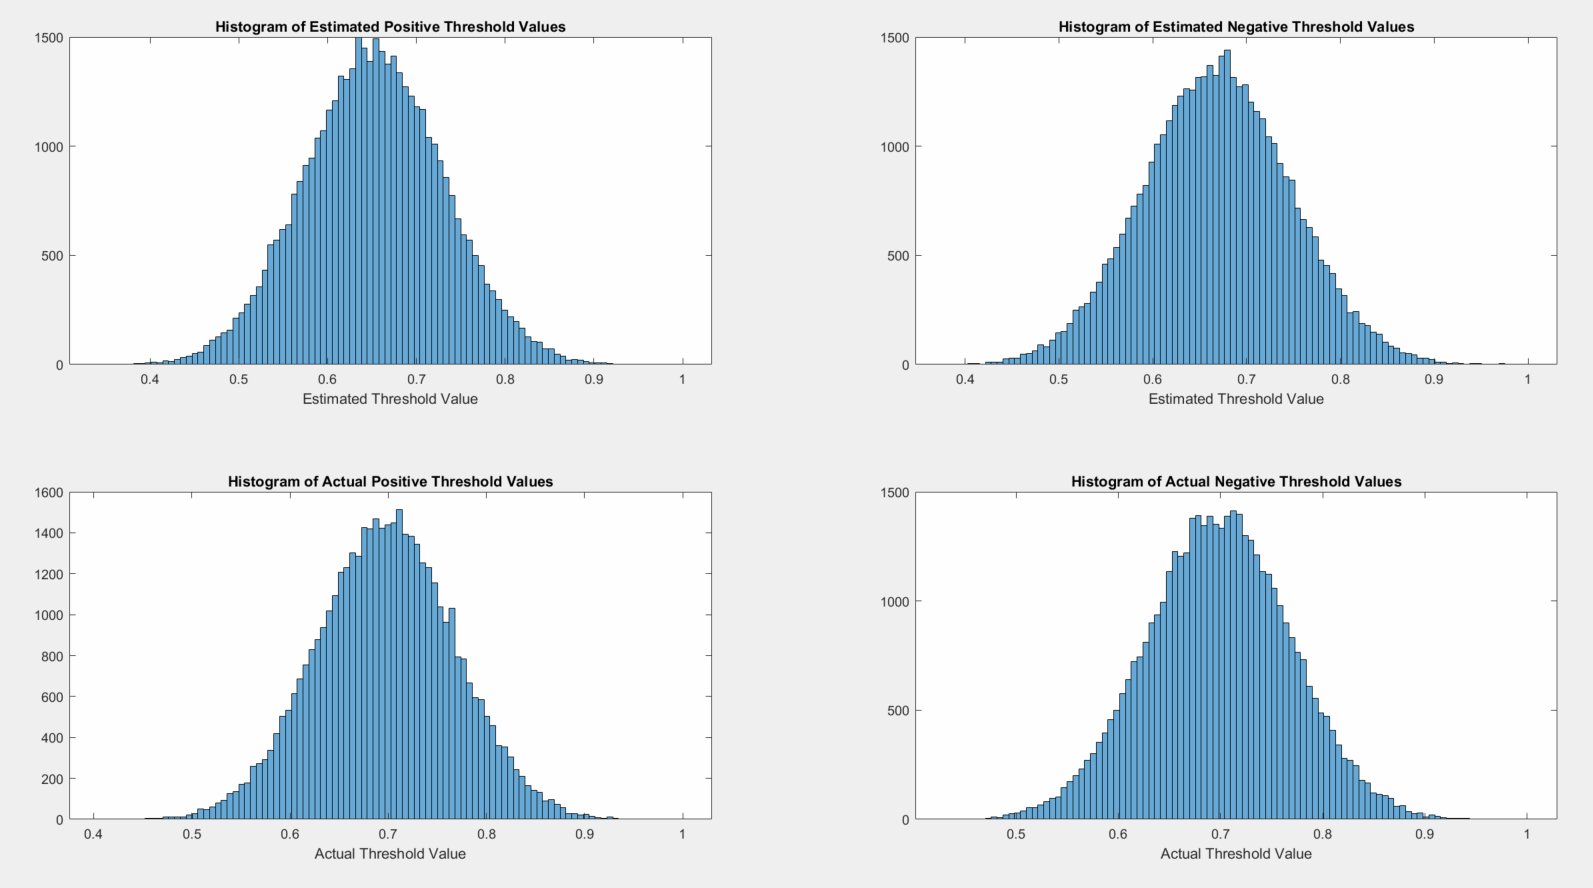 Histogram of Estimated Positive Threshold Values
1500
1000
500
0
0.4 0.5 0.6 0.7 0.8 0.9 1
Estimated Threshold Value
Histogram of Estimated Negative Threshold Values
1500
1000
500
0
0.4 0.5 0.6 0.7 0.8 0.9 1
Estimated Threshold Value
Histogram of Actual Positive Threshold Values
1600
1400
1200
1000
800
600
400
200
0
0.4 0.5 0.6 0.7 0.8 0.9 1
Actual Threshold Value
Histogram of Actual Negative Threshold Values
1500
1000
500
0
0.5 0.6 0.7 0.8 0.9 1
Actual Threshold Value